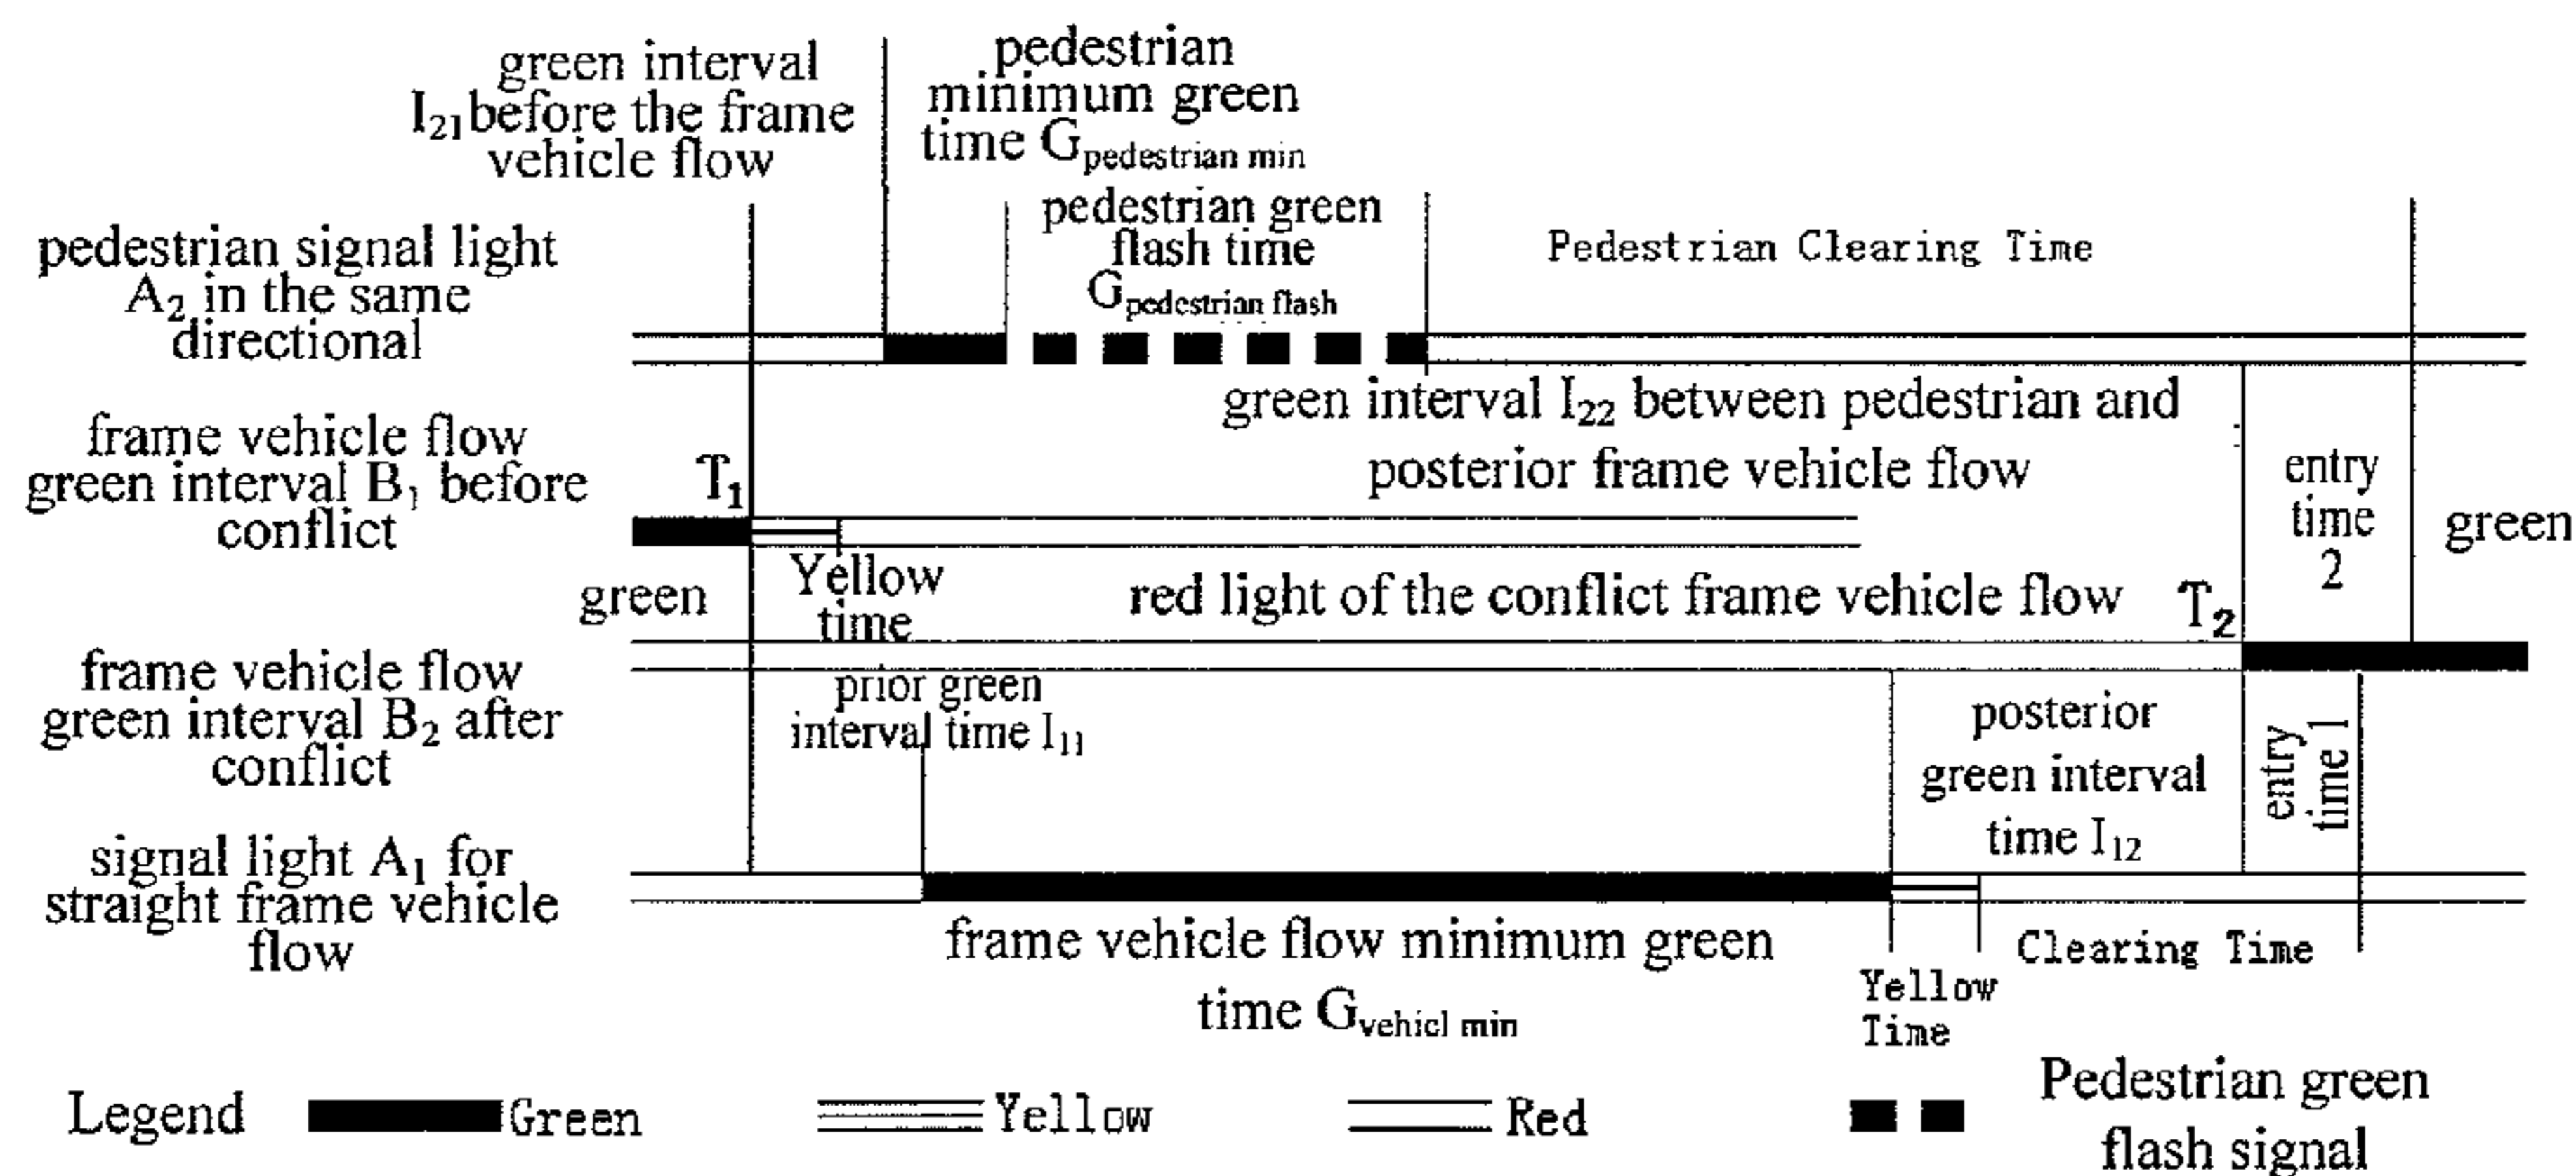 green interval
I21 before the frame
vehicle flow
pedestrian
minimum green
time Gpedestrian min
pedestrian green
flash time
Gpedestrian flash
Pedestrian Clearing Time
pedestrian signal light
A2 in the same
directional
green interval I22 between pedestrian and
posterior frame vehicle flow
frame vehicle flow
green interval B1 before
conflict
T1
entry
time
2
green
green
Yellow
time
red light of the conflict frame vehicle flow
T2
frame vehicle flow
green interval B2 after
conflict
prior green
interval time I11
posterior
green interval
time I12
entry
time 1
signal light A1 for
straight frame vehicle
flow
frame vehicle flow minimum green
time Gvehicl min
Yellow
Time
Clearing Time
Legend
Green
Yellow
Red
Pedestrian green
flash signal